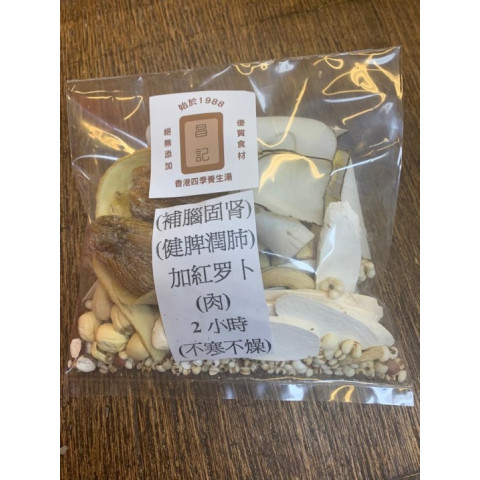 始於1988
絕無添加
昌記
優質食材
香港四季養生湯
(補腦固肾)
(健脾潤肺)
加紅罗卜
(肉)
2 小時
(不寒不燥)